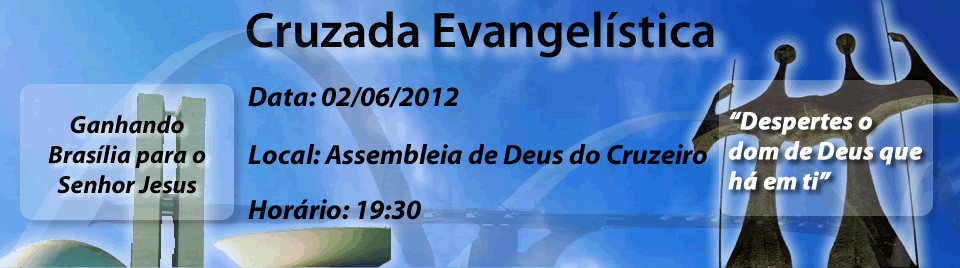 Cruzada Evangelística
Ganhando
Brasília para o
Senhor Jesus
Data: 02/06/2012
Local: Assembleia de Deus do Cruzeiro
Horário: 19:30
“Despertes o
dom de Deus que
há em ti”